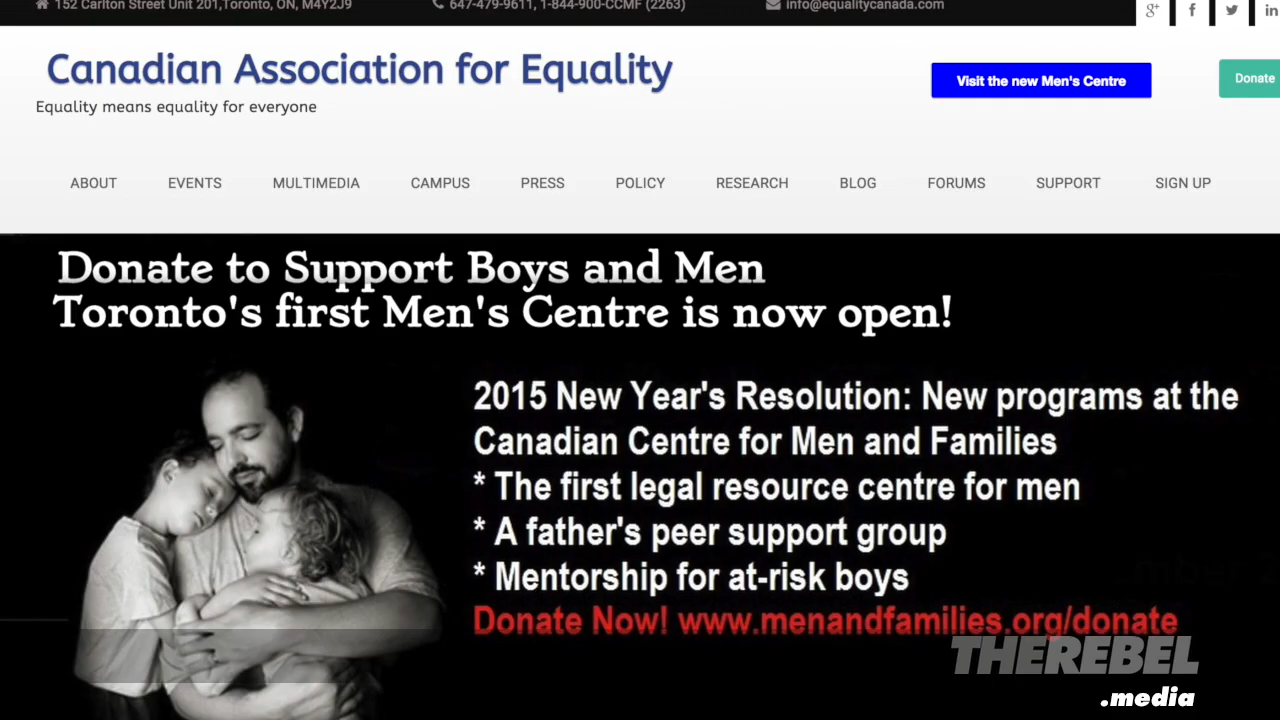 152 Carlton Street Unit 201,Toronto, ON, M4Y2J9 647-479-9611, 1-844-900-CCMF (2263) info@equalitycanada.com
g+ f in
Canadian Association for Equality
Visit the new Men's Centre
Donate
Equality means equality for everyone
ABOUT EVENTS MULTIMEDIA CAMPUS PRESS POLICY RESEARCH BLOG FORUMS SUPPORT SIGN UP
Donate to Support Boys and Men
Toronto's first Men's Centre is now open!
2015 New Year's Resolution: New programs at the
Canadian Centre for Men and Families
* The first legal resource centre for men
* A father's peer support group
* Mentorship for at-risk boys
Donate Now! www.menandfamilies.org/donate
THEREBEL
.media